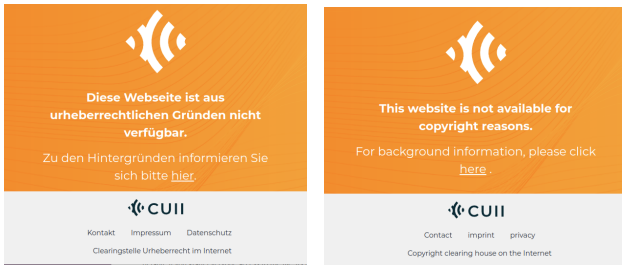 Diese Webseite ist aus
urheberrechtlichen Gründen nicht
verfügbar.
Zu den Hintergründen informieren Sie
sich bitte hier.
CUII
Kontakt Impressum Datenschutz
Clearingstelle Urheberrecht im Internet
This website is not available for
copyright reasons.
For background information, please click
here .
CUII
Contact imprint privacy
Copyright clearing house on the Internet